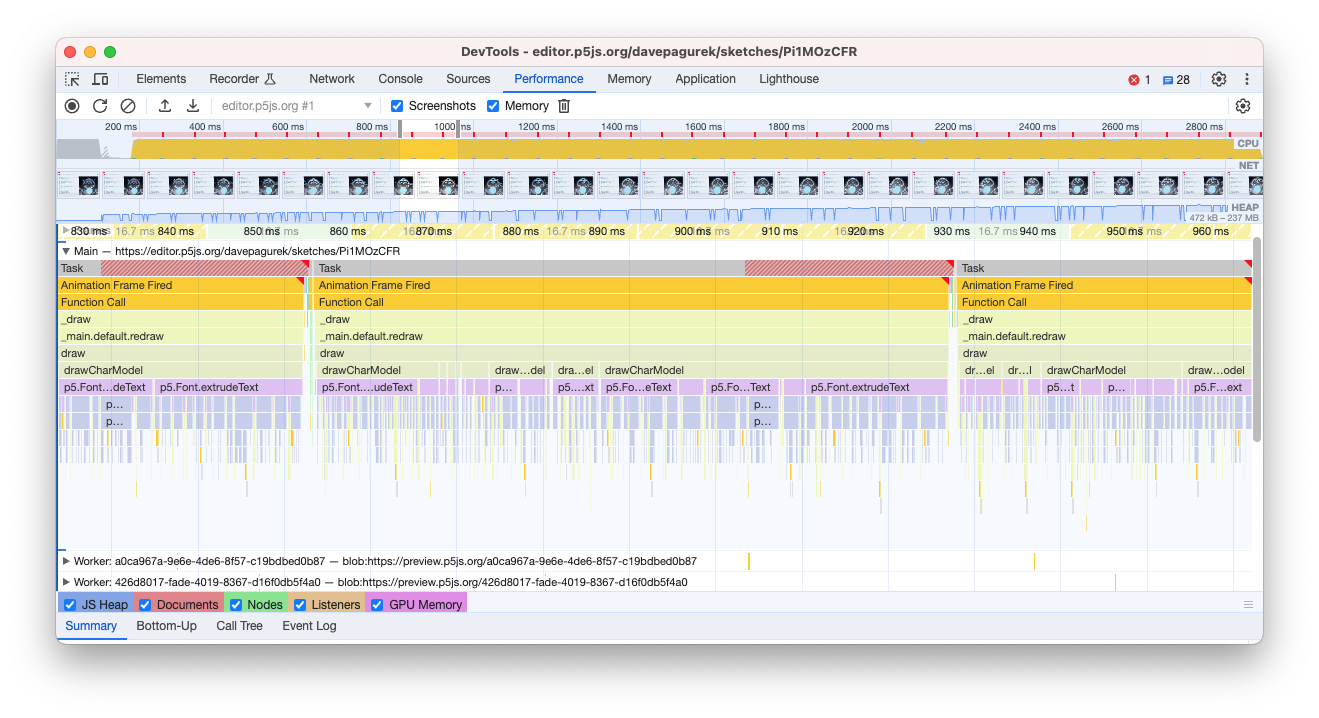 DevTools - editor.p5js.org/davepagurek/sketches/Pi1MOzCFR
Elements Recorder Network Console Sources Performance Memory Application Lighthouse 1 28
editor.p5js.org #1 Screenshots Memory
200 ms 400 ms 600 ms 800 ms 1000 ms 1200 ms 1400 ms 1600 ms 1800 ms 2000 ms 2200 ms 2400 ms 2600 ms 2800 ms
CPU
NET
HEAP
472 kB – 237 MB
830 ms 16.7 ms 840 ms 850 ms 860 ms 870 ms 880 ms 16.7 ms 890 ms 900 ms 910 ms 920 ms 930 ms 16.7 ms 940 ms 950 ms 960 ms
Main — https://editor.p5js.org/davepagurek/sketches/Pi1MOzCFR
Task Task Task
Animation Frame Fired Animation Frame Fired Animation Frame Fired
Function Call Function Call Function Call
_draw _draw _draw
_main.default.redraw _main.default.redraw _main.default.redraw
draw draw draw
drawCharModel drawCharModel draw…del dra…el drawCharModel dr…el dr…l drawCharModel draw…odel
p5.Font…deText p5.Font.extrudeText p5.Font.…udeText p… p5.…xt p5.Fo…eText p5.Fo…Text p5.Font.extrudeText p5…t p… p5.F…ext
p… p…
p… p…
Worker: a0ca967a-9e6e-4de6-8f57-c19bdbed0b87 — blob:https://preview.p5js.org/a0ca967a-9e6e-4de6-8f57-c19bdbed0b87
Worker: 426d8017-fade-4019-8367-d16f0db5f4a0 — blob:https://preview.p5js.org/426d8017-fade-4019-8367-d16f0db5f4a0
JS Heap Documents Nodes Listeners GPU Memory
Summary Bottom-Up Call Tree Event Log